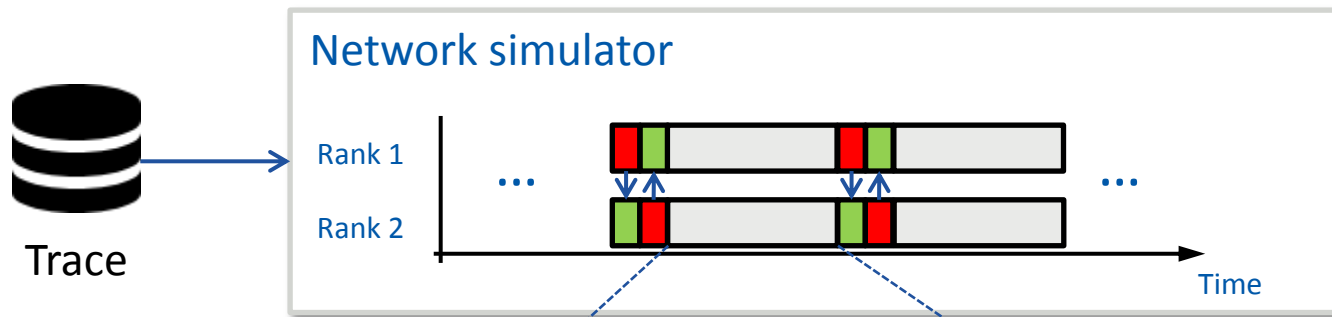 Network simulator
Rank 1
... ...
Rank 2
Trace
Time